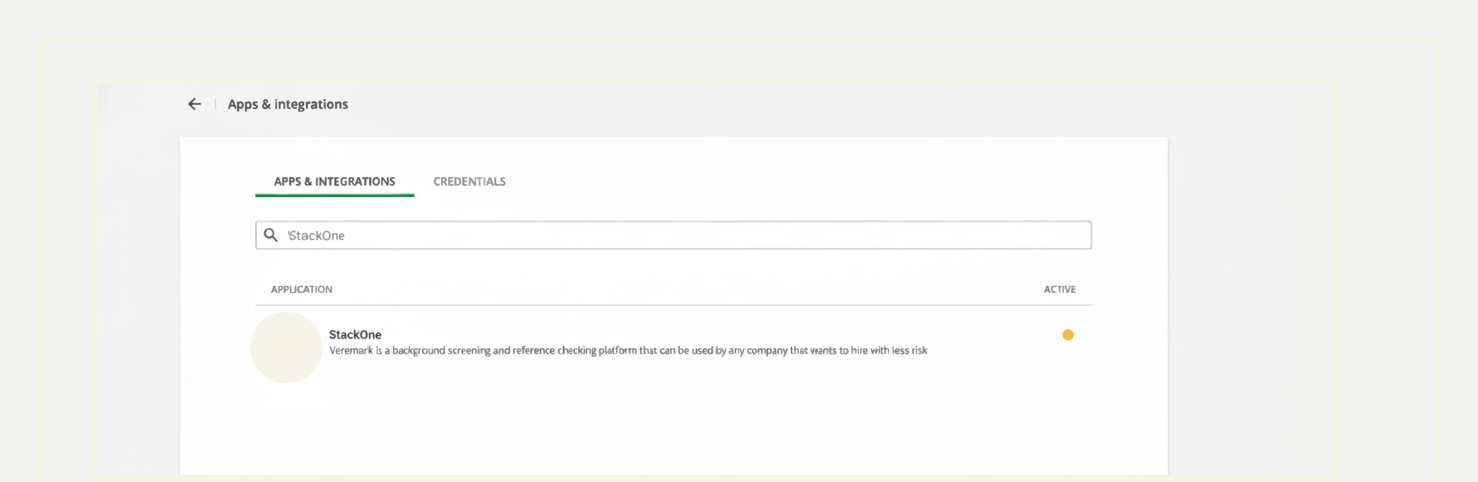 Apps & integrations
APPS & INTEGRATIONS CREDENTIALS
StackOne
APPLICATION ACTIVE
StackOne
Veremark is a background screening and reference checking platform that can be used by any company that wants to hire with less risk